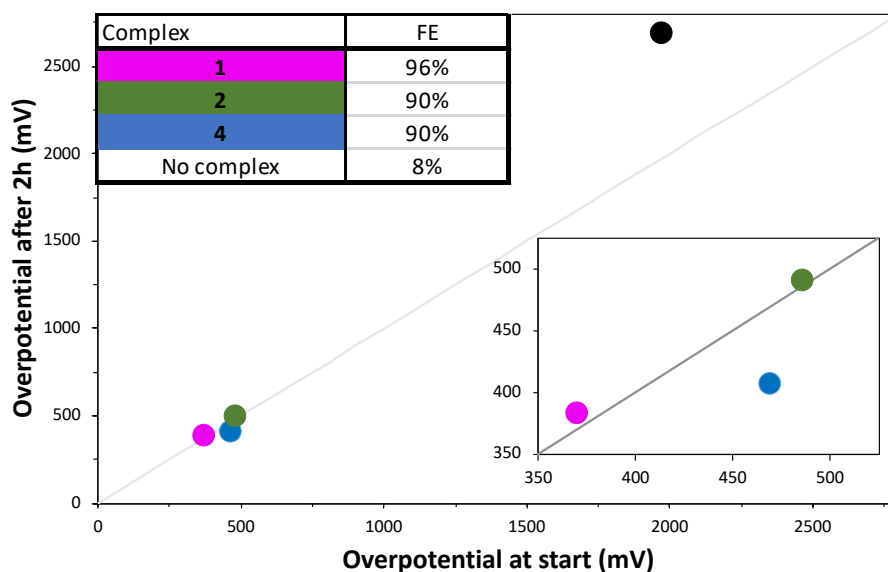 Complex FE
1 96%
2 90%
4 90%
No complex 8%
Overpotential after 2h (mV)
2500
2000
1500
1000
500
0
500
450
400
350
350 400 450 500
0 500 1000 1500 2000 2500
Overpotential at start (mV)